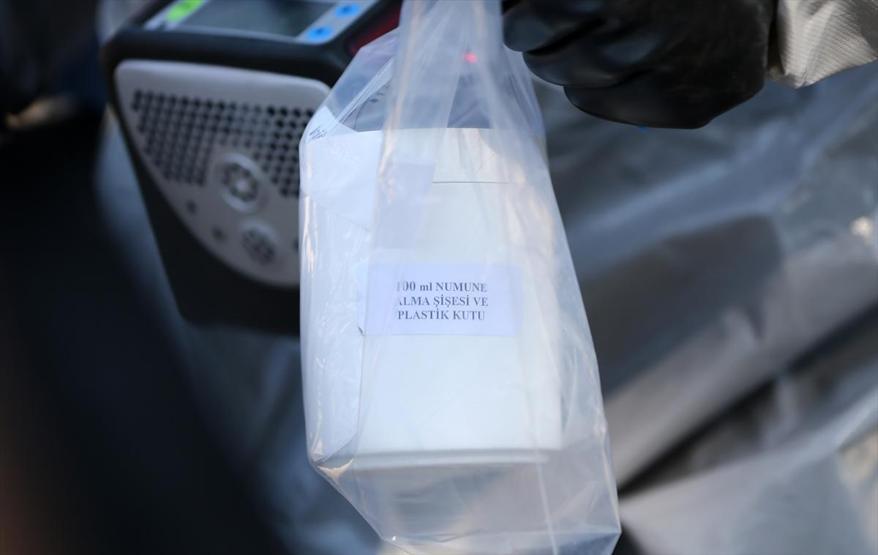 100 ml NUMUNE
ALMA ŞİŞESİ VE
PLASTİK KUTU